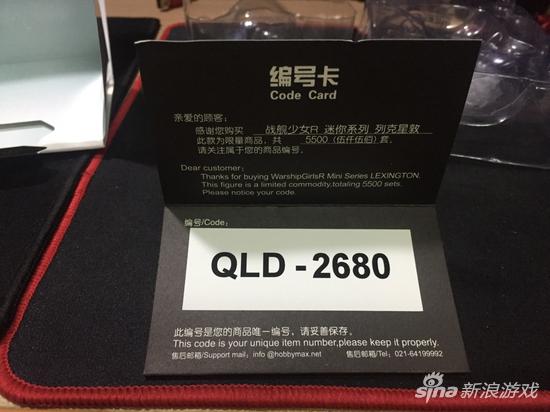 编号卡
Code Card
亲爱的顾客：
感谢您购买 战舰少女R 迷你系列 列克星敦
此款为限量商品，共 5500（伍仟伍佰）套。
请关注属于您的商品编号。
Dear customer：
Thanks for buying WarshipGirlsR Mini Series LEXINGTON.
This figure is a limited commodity,totaling 5500 sets.
Please notice your code.
编号/Code：
QLD - 2680
此编号是您的商品唯一编号，请妥善保存。
This code is your unique item number,please keep it properly.
售后邮箱/Support mail：info @hobbymax.net 售后邮箱/Tel：021-64199992
sina 新浪游戏